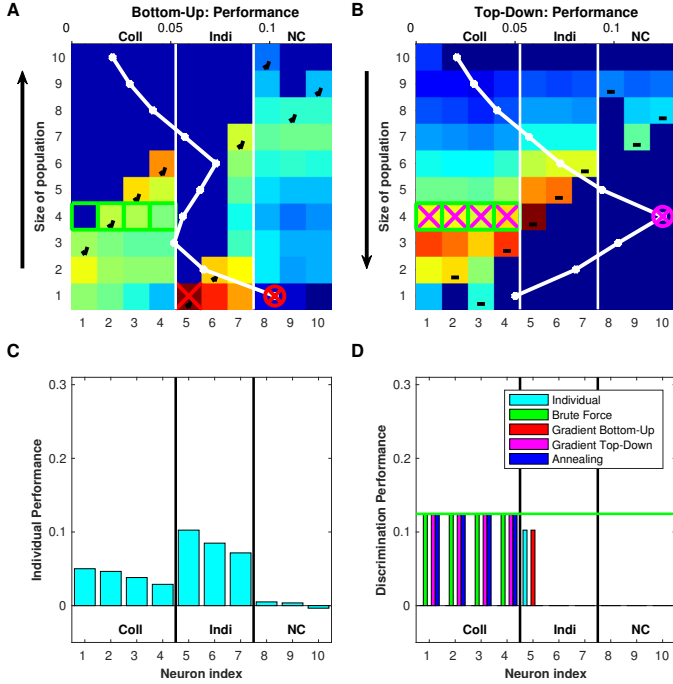 A
Bottom-Up: Performance
0 0.05 0.1
Coll Indi NC
Size of population
10
9
8
7
6
5
4
3
2
1
1 2 3 4 5 6 7 8 9 10
B
Top-Down: Performance
0 0.05 0.1
Coll Indi NC
Size of population
10
9
8
7
6
5
4
3
2
1
1 2 3 4 5 6 7 8 9 10
C
Individual Performance
0.3
0.2
0.1
0
Coll Indi NC
1 2 3 4 5 6 7 8 9 10
Neuron index
D
Discrimination Performance
0.3
0.2
0.1
0
Individual
Brute Force
Gradient Bottom-Up
Gradient Top-Down
Annealing
Coll Indi NC
1 2 3 4 5 6 7 8 9 10
Neuron index